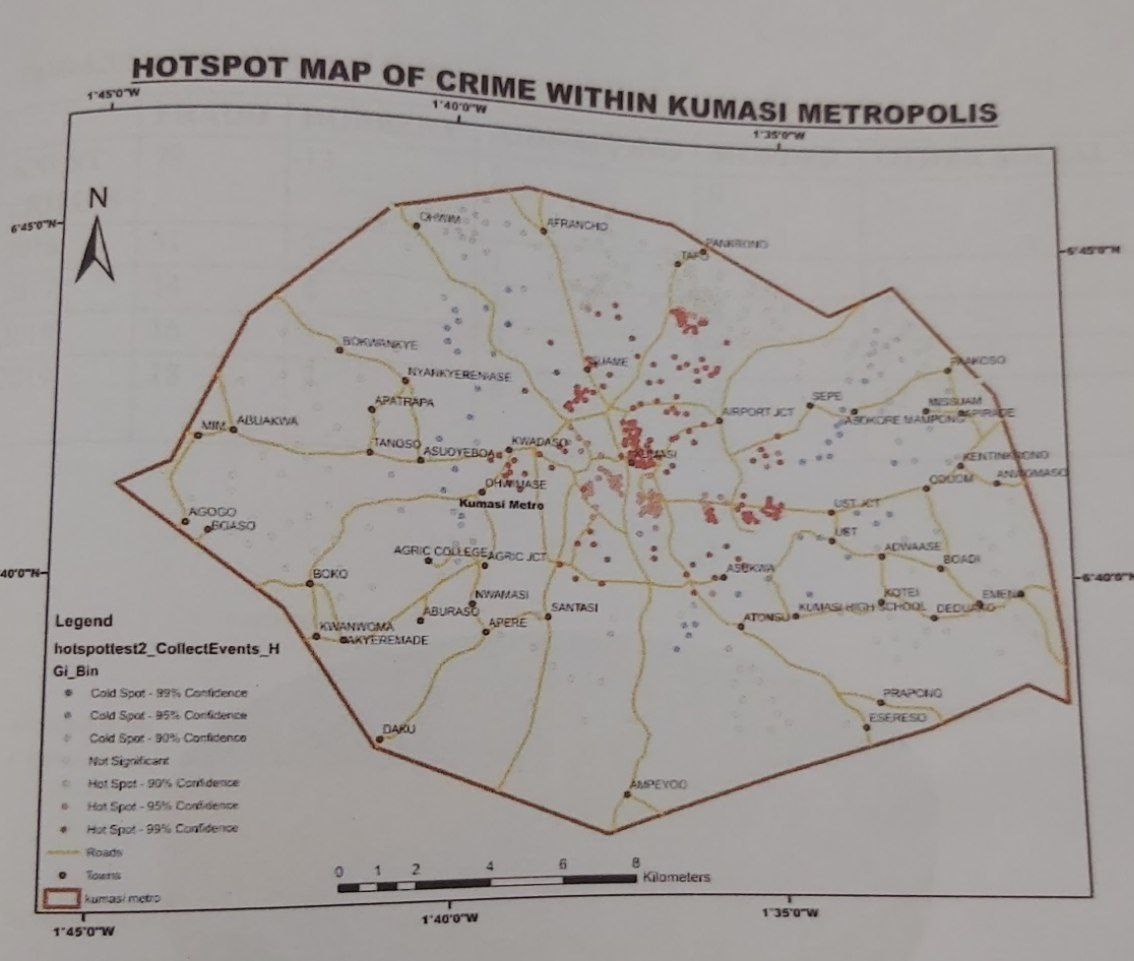 HOTSPOT MAP OF CRIME WITHIN KUMASI METROPOLIS
1°45'0"W
1°40'0"W
1°35'0"W
N
6°45'0"N
6°45'0"N
OHWIM
AFRANCHO
PANKRONO
TAFO
BOKWANKYE
SUAME
NYANKYERENIASE
PAAKOSO
APATRAPA
SEPE
AIRPORT JCT
ASOKORE MAMPONG
MIM
ABUAKWA
TANOSO
ASUOYEBOA
KWADASO
KUMASI
KENTINKRONO
ANWOMASO
ODUOM
OHWIMASE
Kumasi Metro
UST JCT
UST
AGOGO
BOASO
AGRIC COLLEGE
AGRIC JCT
ADWAASE
BOADI
40'0"N
6°40'0"N
BOKO
ASOKWA
NWAMASI
KOTEI
EMENA
ABURASO
SANTASI
KUMASI HIGH SCHOOL
DEDUAKO
KWANWOMA
AKYEREMADE
APERE
ATONSU
Legend
hotspottest2_CollectEvents_H
Gi_Bin
Cold Spot - 99% Confidence
Cold Spot - 95% Confidence
Cold Spot - 90% Confidence
Not Significant
Hot Spot - 90% Confidence
Hot Spot - 95% Confidence
Hot Spot - 99% Confidence
Roads
Towns
kumasi metro
PRAPONG
ESERESO
DAKU
AMPEYOO
0 1 2 4 6 8
Kilometers
1°45'0"W
1°40'0"W
1°35'0"W